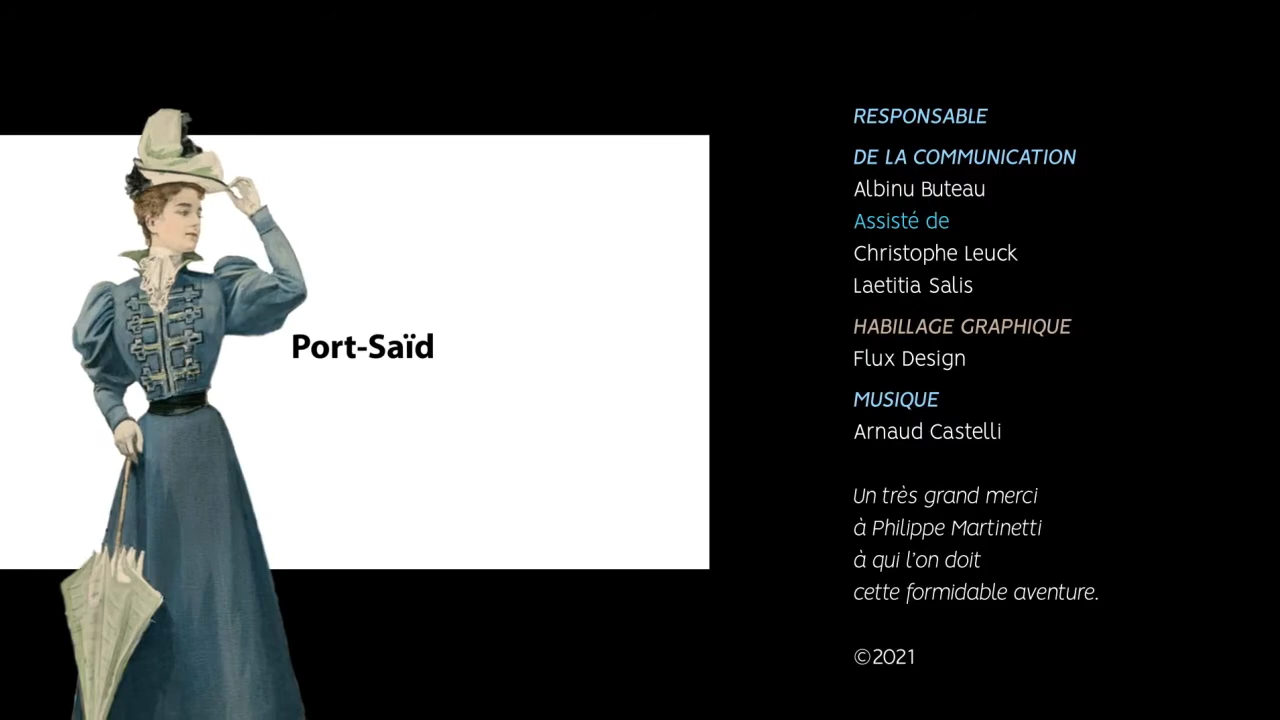 Port-Saïd
RESPONSABLE
DE LA COMMUNICATION
Albinu Buteau
Assisté de
Christophe Leuck
Laetitia Salis
HABILLAGE GRAPHIQUE
Flux Design
MUSIQUE
Arnaud Castelli
Un très grand merci
à Philippe Martinetti
à qui l'on doit
cette formidable aventure.
©2021